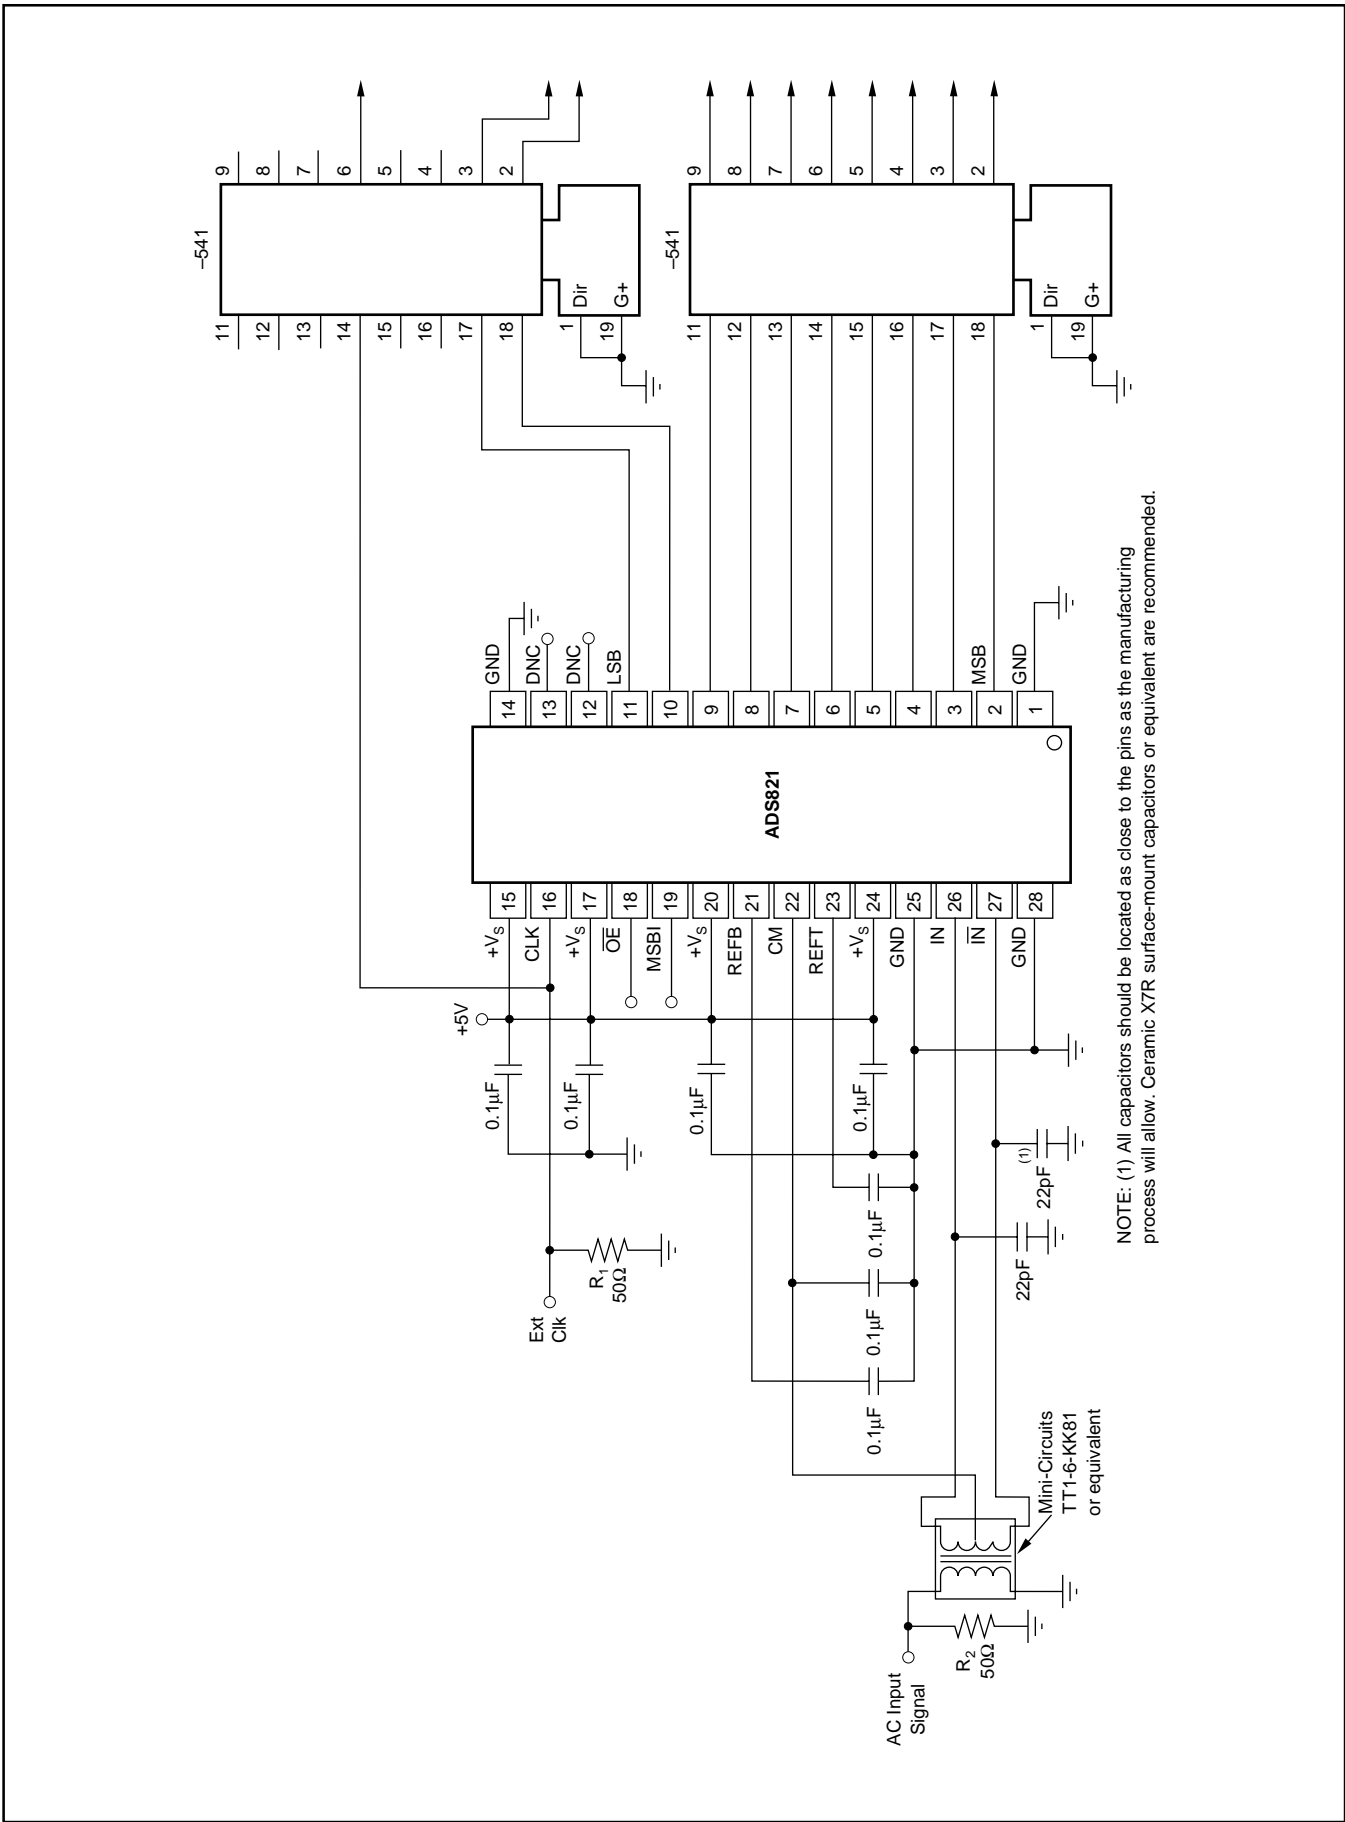 –541
11
12
13
14
15
16
17
18
9
8
7
6
5
4
3
2
1
Dir
19
G+
–541
11
12
13
14
15
16
17
18
9
8
7
6
5
4
3
2
1
Dir
19
G+
GND
DNC
DNC
LSB
MSB
GND
14
13
12
11
10
9
8
7
6
5
4
3
2
1
ADS821
15
16
17
18
19
20
21
22
23
24
25
26
27
28
+VS
CLK
+VS
OE
MSBI
+VS
REFB
CM
REFT
+VS
GND
IN
IN
GND
+5V
0.1µF
0.1µF
0.1µF
0.1µF
Ext
Clk
R1
50Ω
0.1µF
0.1µF
0.1µF
22pF
(1)
22pF
AC Input
Signal
R2
50Ω
Mini-Circuits
TT1-6-KK81
or equivalent
NOTE: (1) All capacitors should be located as close to the pins as the manufacturing
process will allow. Ceramic X7R surface-mount capacitors or equivalent are recommended.